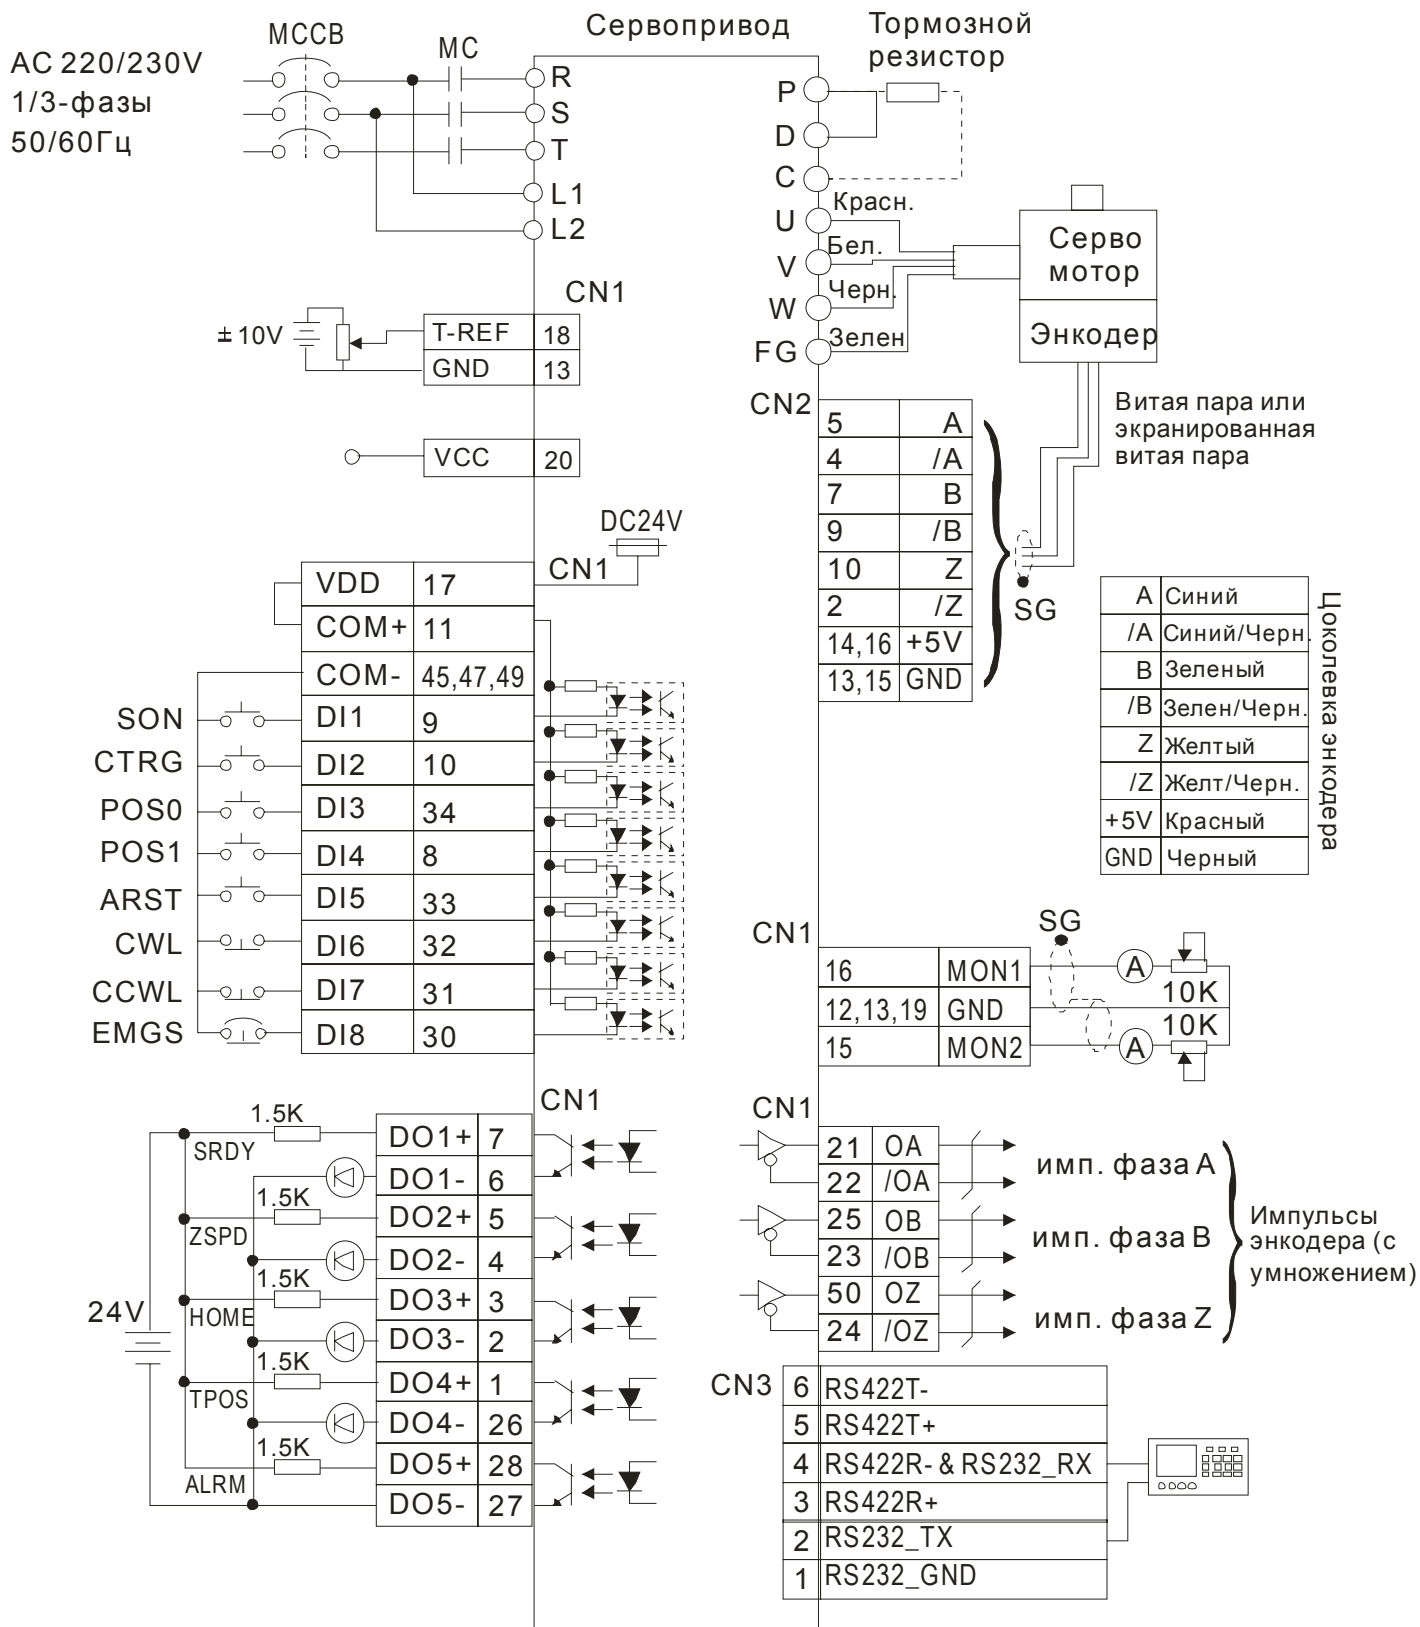 Сервопривод
MCCB
MC
AC 220/230V
1/3-фазы
50/60Гц
R
S
T
L1
L2
Тормозной
резистор
P
D
C
U
V
W
FG
Красн.
Бел.
Черн.
Зелен
Серво
мотор
Энкодер
CN1
± 10V
T-REF 18
GND 13
VCC 20
CN2
5 A
4 /A
7 B
9 /B
10 Z
2 /Z
14,16 +5V
13,15 GND
SG
Витая пара или
экранированная
витая пара
A Синий
/A Синий/Черн.
B Зеленый
/B Зелен/Черн.
Z Желтый
/Z Желт/Черн.
+5V Красный
GND Черный
Цоколевка энкодера
DC24V
CN1
VDD 17
COM+ 11
COM- 45,47,49
SON DI1 9
CTRG DI2 10
POS0 DI3 34
POS1 DI4 8
ARST DI5 33
CWL DI6 32
CCWL DI7 31
EMGS DI8 30
CN1
SG
16 MON1
12,13,19 GND
15 MON2
A
10K
10K
A
CN1
24V
1.5K
SRDY
DO1+ 7
DO1- 6
1.5K
ZSPD
DO2+ 5
DO2- 4
1.5K
HOME
DO3+ 3
DO3- 2
1.5K
TPOS
DO4+ 1
DO4- 26
1.5K
ALRM
DO5+ 28
DO5- 27
CN1
21 OA
22 /OA
имп. фаза A
25 OB
23 /OB
имп. фаза B
50 OZ
24 /OZ
имп. фаза Z
Импульсы
энкодера (с
умножением)
CN3
6 RS422T-
5 RS422T+
4 RS422R- & RS232_RX
3 RS422R+
2 RS232_TX
1 RS232_GND